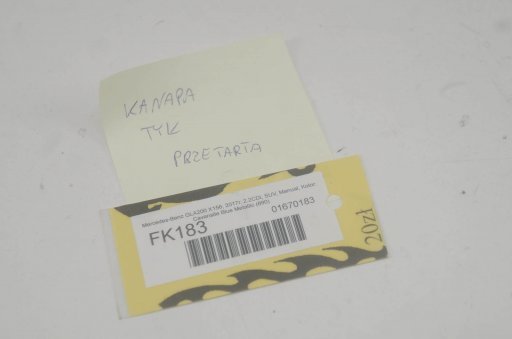 KANAPA
TYŁ
PRZETARTA
Mercedes-Benz GLA200 X156, 2017r, 2.2CDi, SUV, Manual, Kolor:
Cavansite Blue Metallic (890)
FK183
01670183
20zł